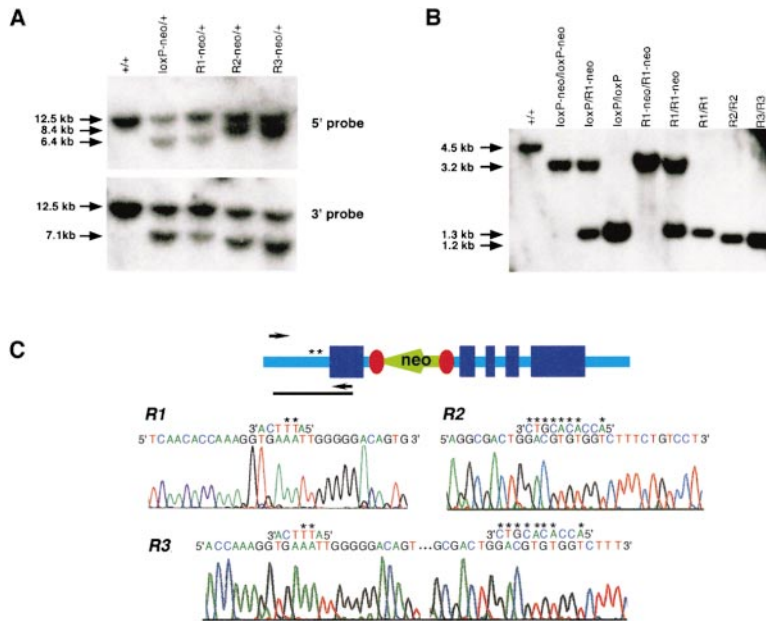 A
+/+
loxP-neo/+
R1-neo/+
R2-neo/+
R3-neo/+
12.5 kb
8.4 kb
6.4 kb
5' probe
12.5 kb
7.1kb
3' probe
B
+/+
loxP-neo/loxP-neo
loxP/R1-neo
loxP/loxP
R1-neo/R1-neo
R1/R1-neo
R1/R1
R2/R2
R3/R3
4.5 kb
3.2 kb
1.3 kb
1.2 kb
C
**
neo
R1
**
3'ACTTTA5'
5'TCAACACCAAAGGTGAAATTGGGGGACAGTG3'
R2
3'CTGCACACCA5'
5'AGGCGACTGGACGTGTGGTCTTTCTGTCCT3'
R3
**
3'ACTTTA5'
3'CTGCACACCA5'
5'ACCAAAGGTGAAATTGGGGGACAGT...GCGACTGGACGTGTGGTCTTT3'